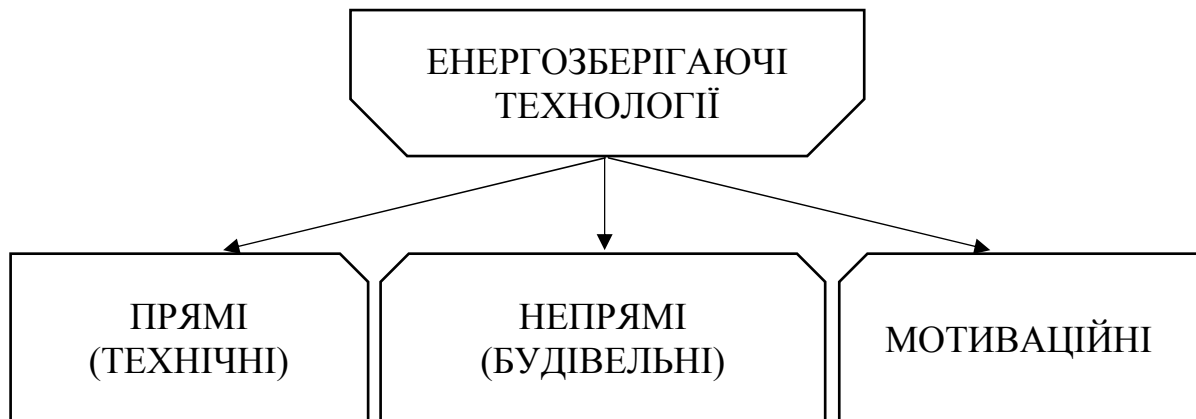 ЕНЕРГОЗБЕРІГАЮЧІ
ТЕХНОЛОГІЇ
ПРЯМІ
(ТЕХНІЧНІ)
НЕПРЯМІ
(БУДІВЕЛЬНІ)
МОТИВАЦІЙНІ